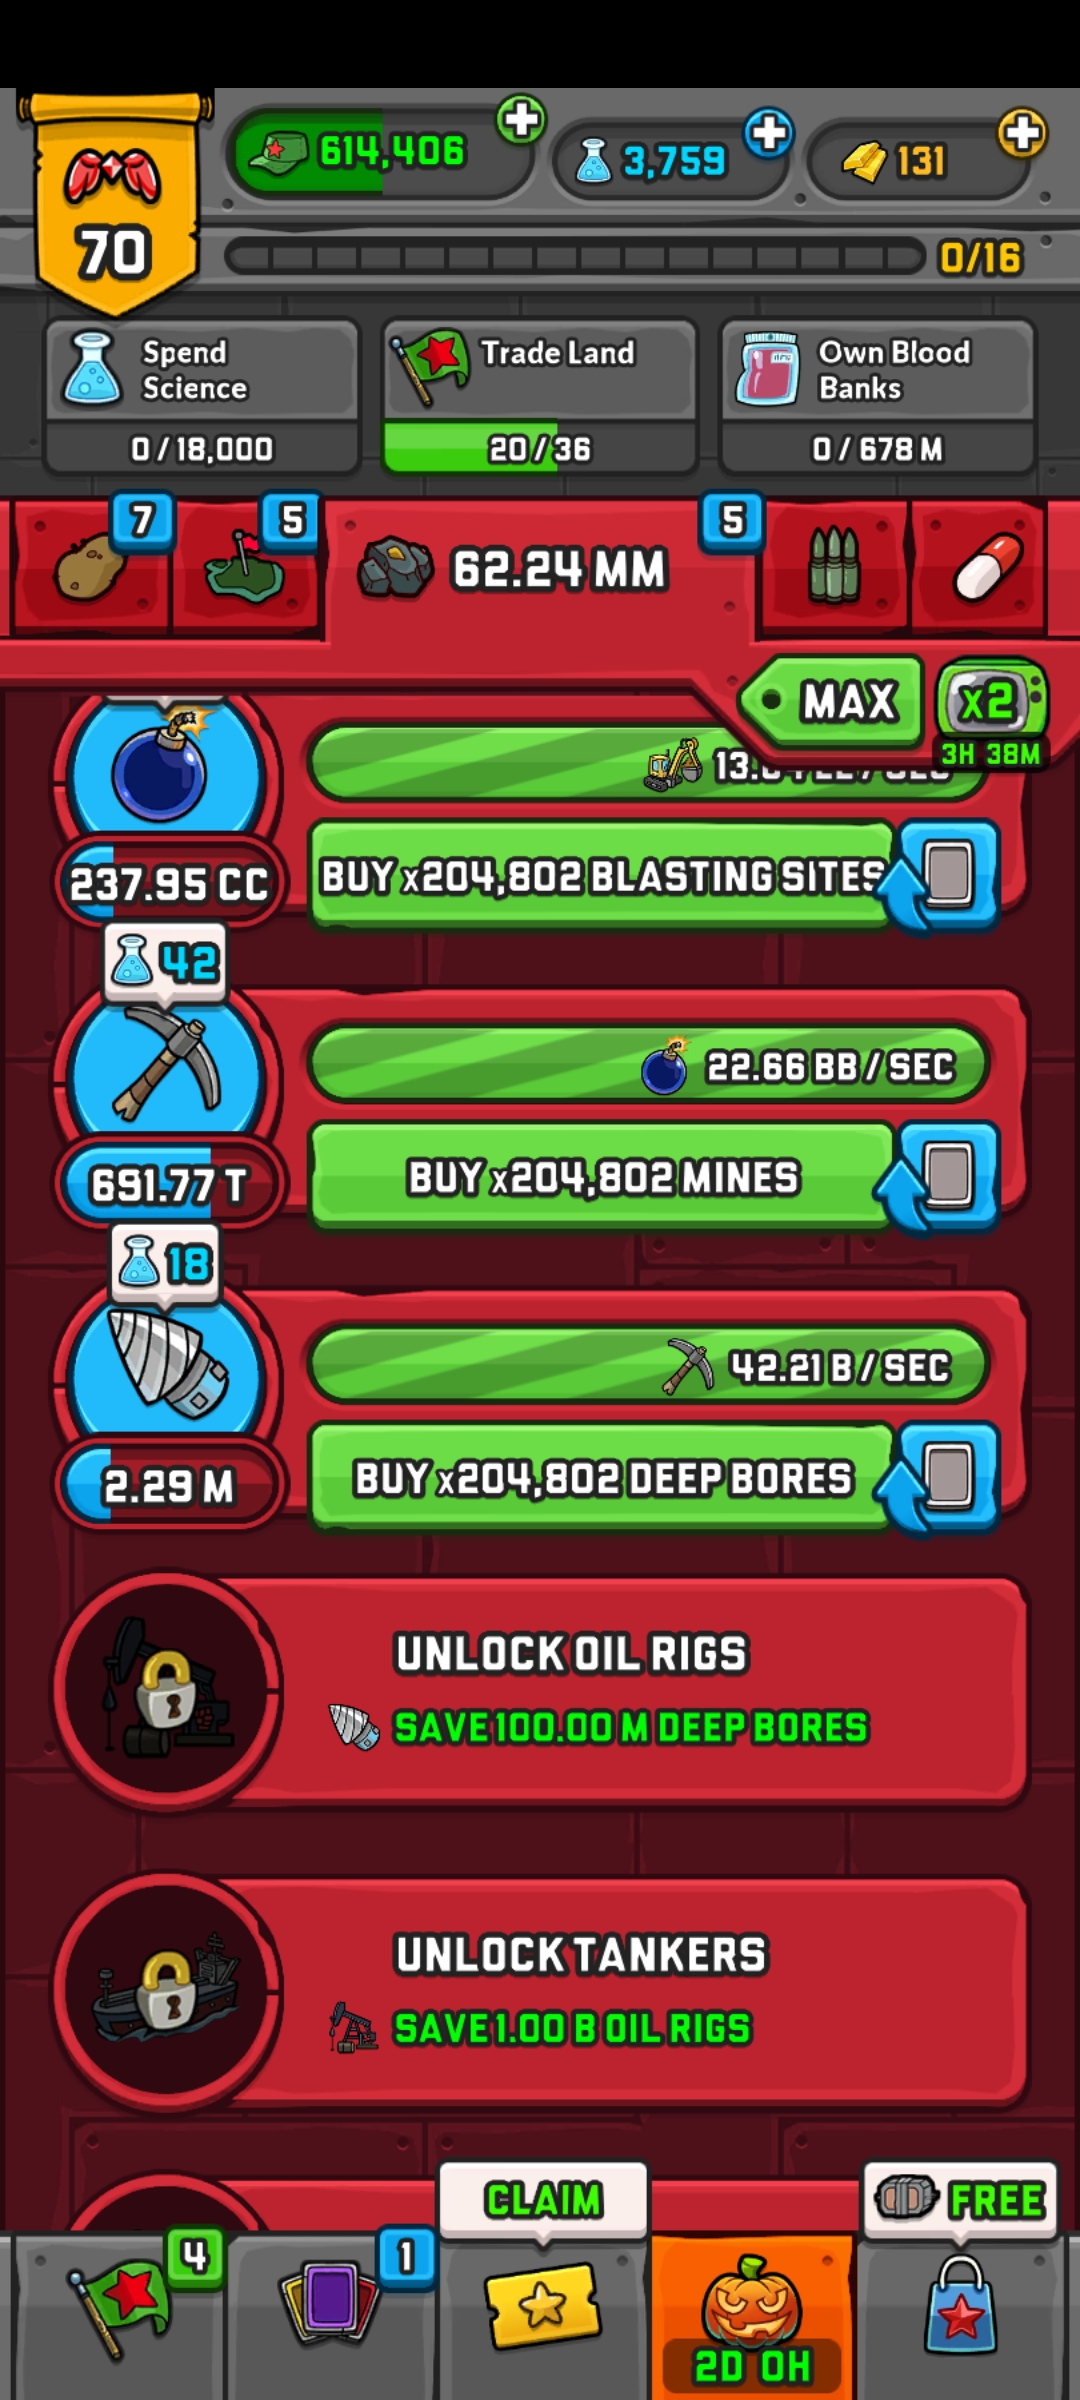 614,406
3,759
131
70
0/16
Spend Science
0 / 18,000
Trade Land
20 / 36
Own Blood Banks
0 / 678 M
7
5
62.24 MM
5
MAX
x2
3H 38M
237.95 CC
BUY x204,802 BLASTING SITES
42
22.66 BB / SEC
691.77 T
BUY x204,802 MINES
18
42.21 B / SEC
2.29 M
BUY x204,802 DEEP BORES
UNLOCK OIL RIGS
SAVE 100.00 M DEEP BORES
UNLOCK TANKERS
SAVE 1.00 B OIL RIGS
CLAIM
FREE
4
1
2D 0H